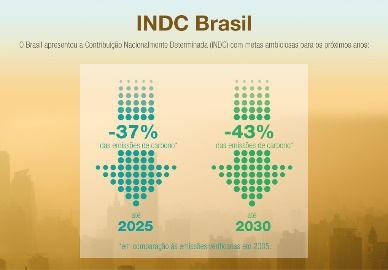 INDC Brasil
O Brasil apresentou a Contribuição Nacionalmente Determinada (INDC) com metas ambiciosas para os próximos anos:
-37%
das emissões de carbono*
até
2025
-43%
das emissões de carbono*
até
2030
*em comparação às emissões verificadas em 2005.